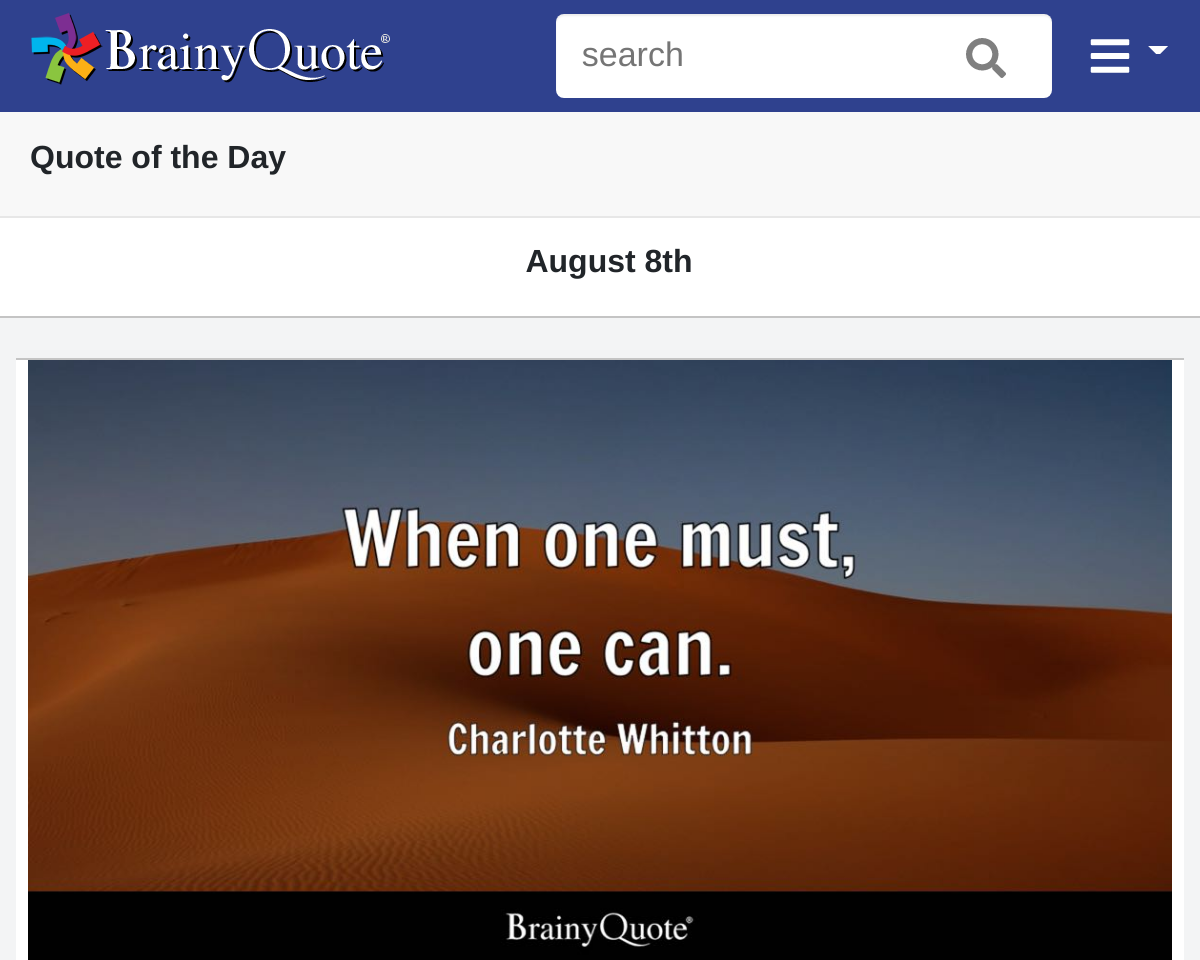 BrainyQuote®
search
Quote of the Day
August 8th
When one must,
one can.
Charlotte Whitton
BrainyQuote®